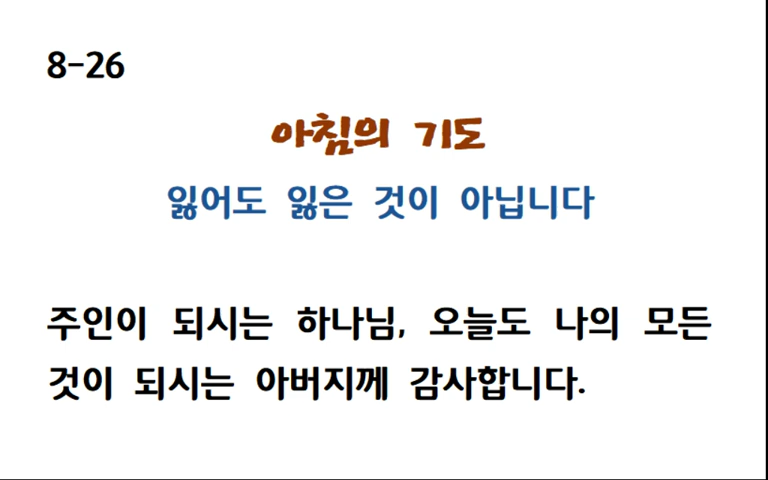 8-26
아침의 기도
잃어도 잃은 것이 아닙니다
주인이 되시는 하나님, 오늘도 나의 모든
것이 되시는 아버지께 감사합니다.